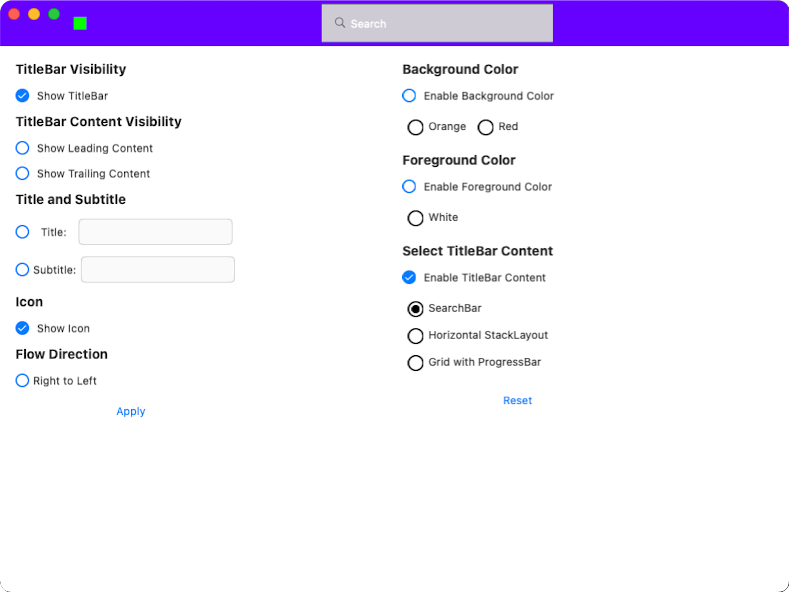 Search
TitleBar Visibility
Show TitleBar
TitleBar Content Visibility
Show Leading Content
Show Trailing Content
Title and Subtitle
Title:
Subtitle:
Icon
Show Icon
Flow Direction
Right to Left
Apply
Background Color
Enable Background Color
Orange Red
Foreground Color
Enable Foreground Color
White
Select TitleBar Content
Enable TitleBar Content
SearchBar
Horizontal StackLayout
Grid with ProgressBar
Reset